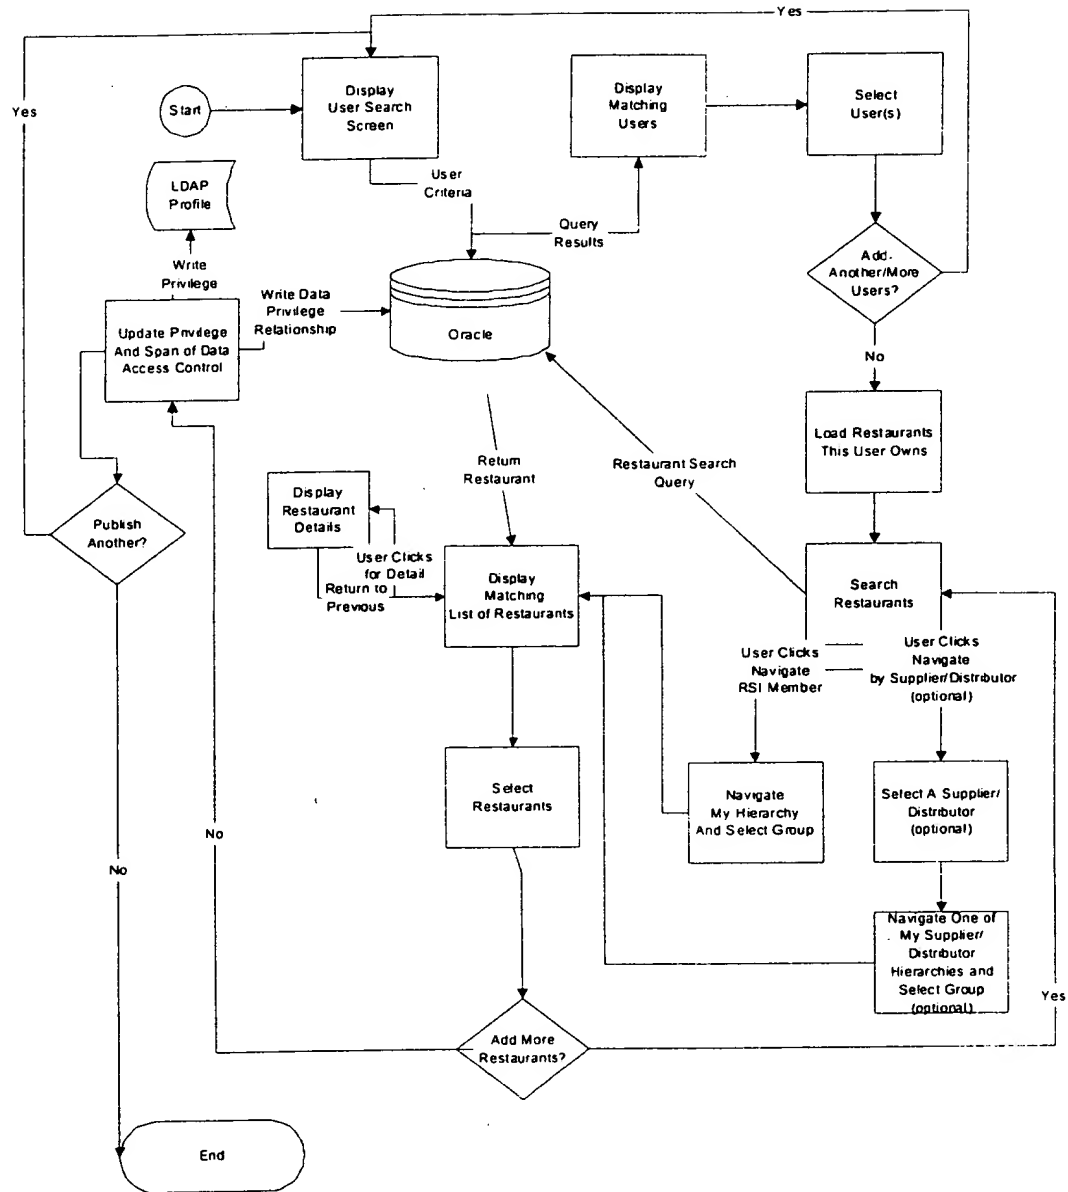 Yes
Yes
Start
Display
User Search
Screen
Display
Matching
Users
Select
User(s)
LDAP
Profile
User
Criteria
Query
Results
Write
Privilege
Add
Another/More
Users?
Write Data
Privilege
Relationship
Update Privilege
And Span of Data
Access Control
Oracle
No
Load Restaurants
This User Owns
Return
Restaurant
Restaurant Search
Query
Display
Restaurant
Details
Publish
Another?
User Clicks
for Detail
Return to
Previous
Display
Matching
List of Restaurants
Search
Restaurants
User Clicks
Navigate
RSI Member
User Clicks
Navigate
by Supplier/Distributor
(optional)
Select
Restaurants
Navigate
My Hierarchy
And Select Group
Select A Supplier/
Distributor
(optional)
No
No
Navigate One of
My Supplier/
Distributor
Hierarchies and
Select Group
(optional)
Yes
Add More
Restaurants?
End